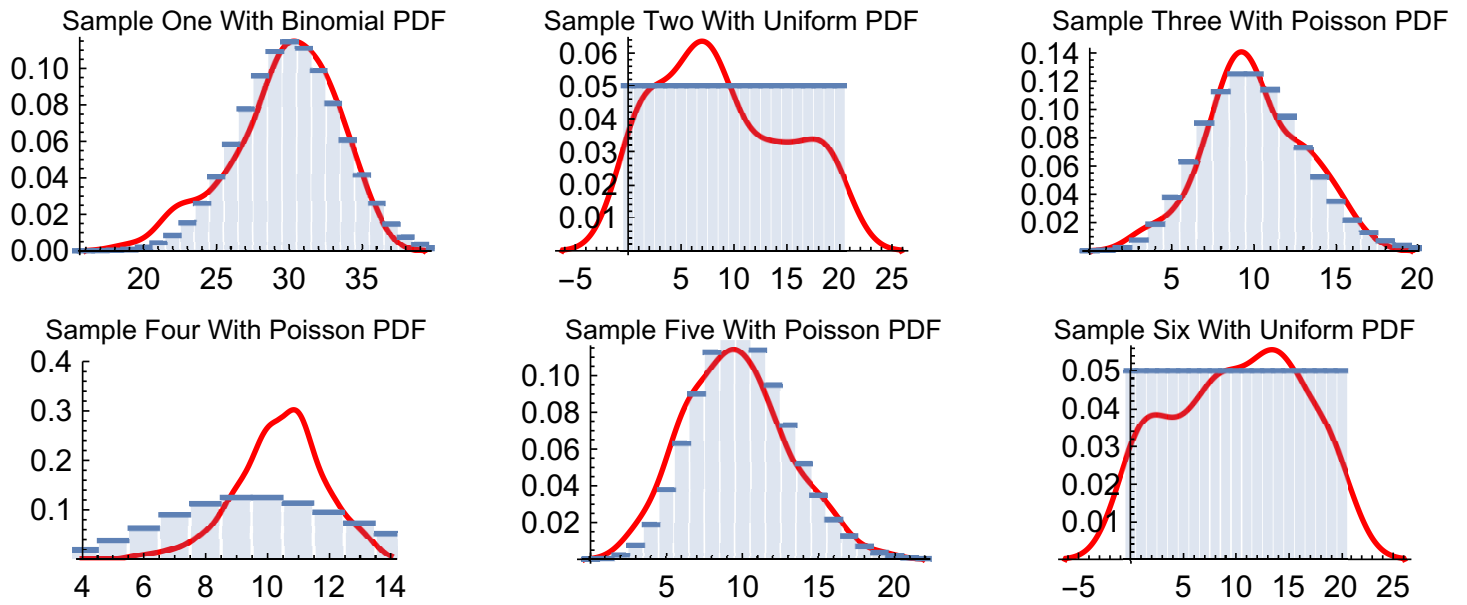 Sample One With Binomial PDF
0.10
0.08
0.06
0.04
0.02
0.00
20 25 30 35
Sample Two With Uniform PDF
0.06
0.05
0.04
0.03
0.02
0.01
−5 5 10 15 20 25
Sample Three With Poisson PDF
0.14
0.12
0.10
0.08
0.06
0.04
0.02
5 10 15 20
Sample Four With Poisson PDF
0.4
0.3
0.2
0.1
4 6 8 10 12 14
Sample Five With Poisson PDF
0.10
0.08
0.06
0.04
0.02
5 10 15 20
Sample Six With Uniform PDF
0.05
0.04
0.03
0.02
0.01
−5 5 10 15 20 25